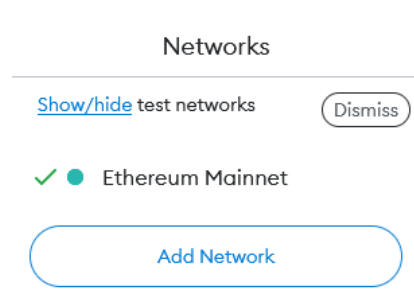 Networks
Show/hide test networks
Dismiss
Ethereum Mainnet
Add Network